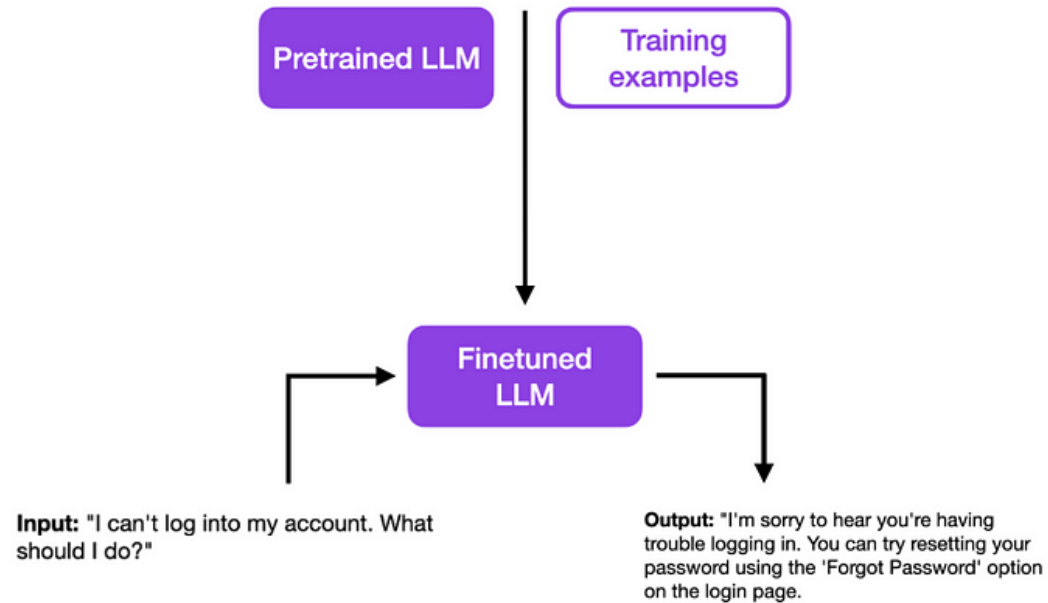 Pretrained LLM
Training
examples
Finetuned
LLM
Input: "I can't log into my account. What
should I do?"
Output: "I'm sorry to hear you're having
trouble logging in. You can try resetting your
password using the 'Forgot Password' option
on the login page.